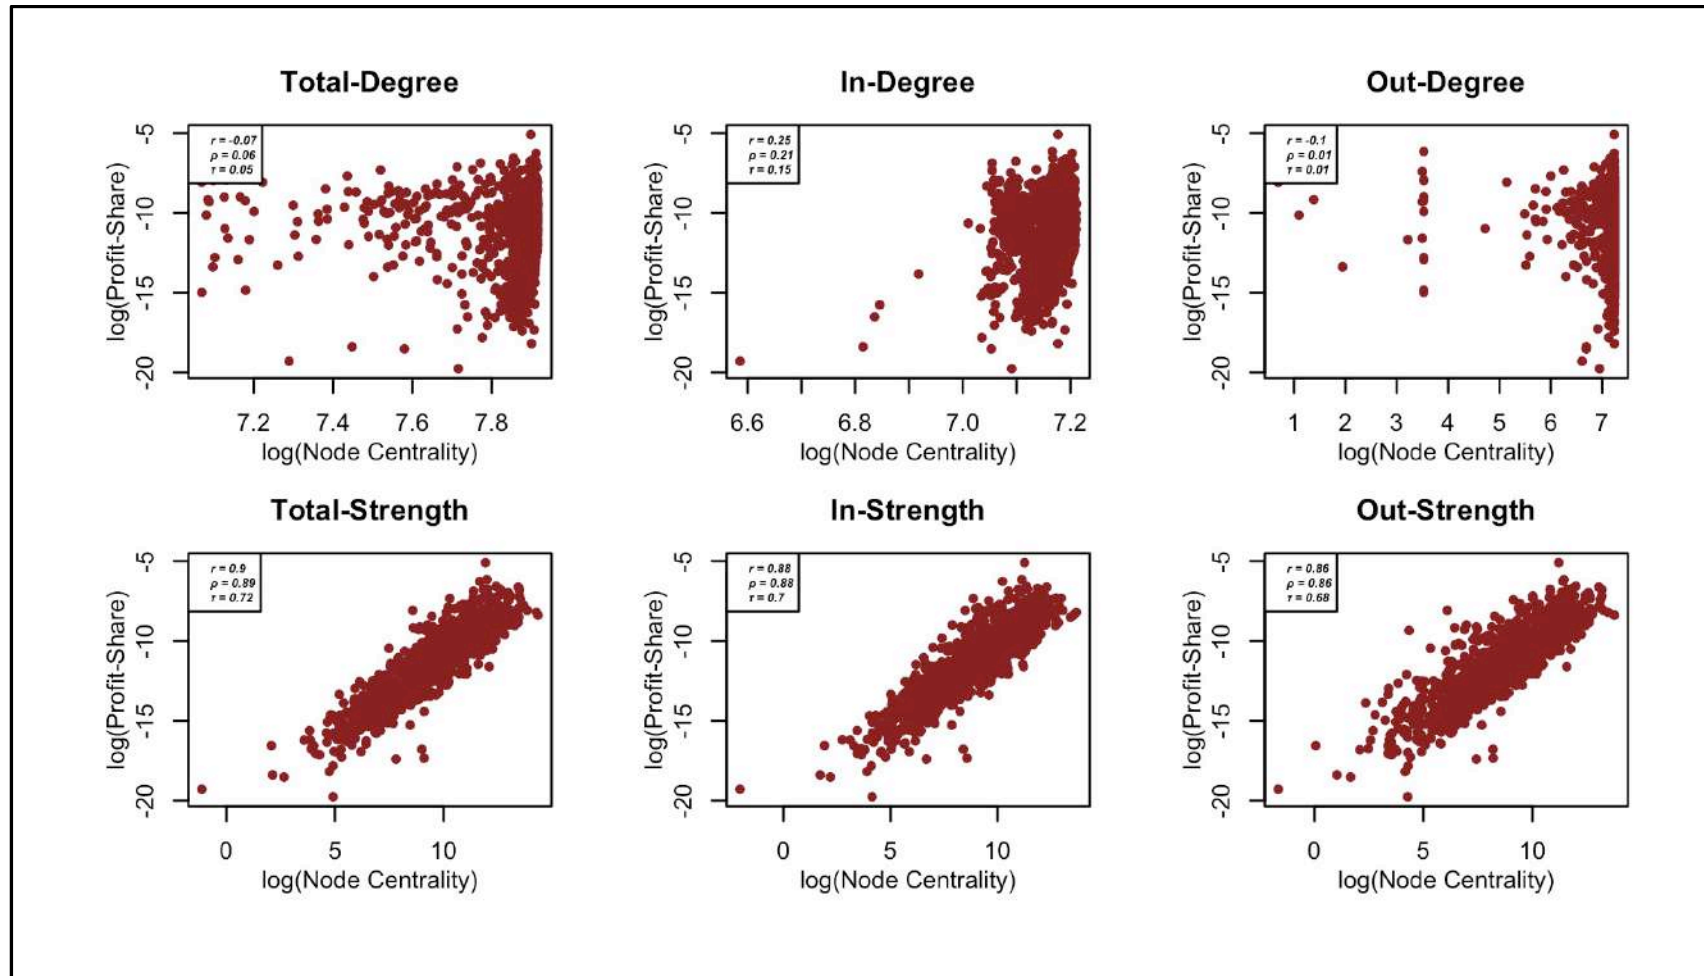 Total-Degree
r = -0.07
ρ = 0.06
τ = 0.05
log(Profit-Share)
-5
-10
-15
-20
7.2
7.4
7.6
7.8
log(Node Centrality)
In-Degree
r = 0.25
ρ = 0.21
τ = 0.15
log(Profit-Share)
-5
-10
-15
-20
6.6
6.8
7.0
7.2
log(Node Centrality)
Out-Degree
r = -0.1
ρ = 0.01
τ = 0.01
log(Profit-Share)
-5
-10
-15
-20
1
2
3
4
5
6
7
log(Node Centrality)
Total-Strength
r = 0.9
ρ = 0.89
τ = 0.72
log(Profit-Share)
-5
-10
-15
-20
0
5
10
log(Node Centrality)
In-Strength
r = 0.88
ρ = 0.88
τ = 0.7
log(Profit-Share)
-5
-10
-15
-20
0
5
10
log(Node Centrality)
Out-Strength
r = 0.86
ρ = 0.86
τ = 0.68
log(Profit-Share)
-5
-10
-15
-20
0
5
10
log(Node Centrality)